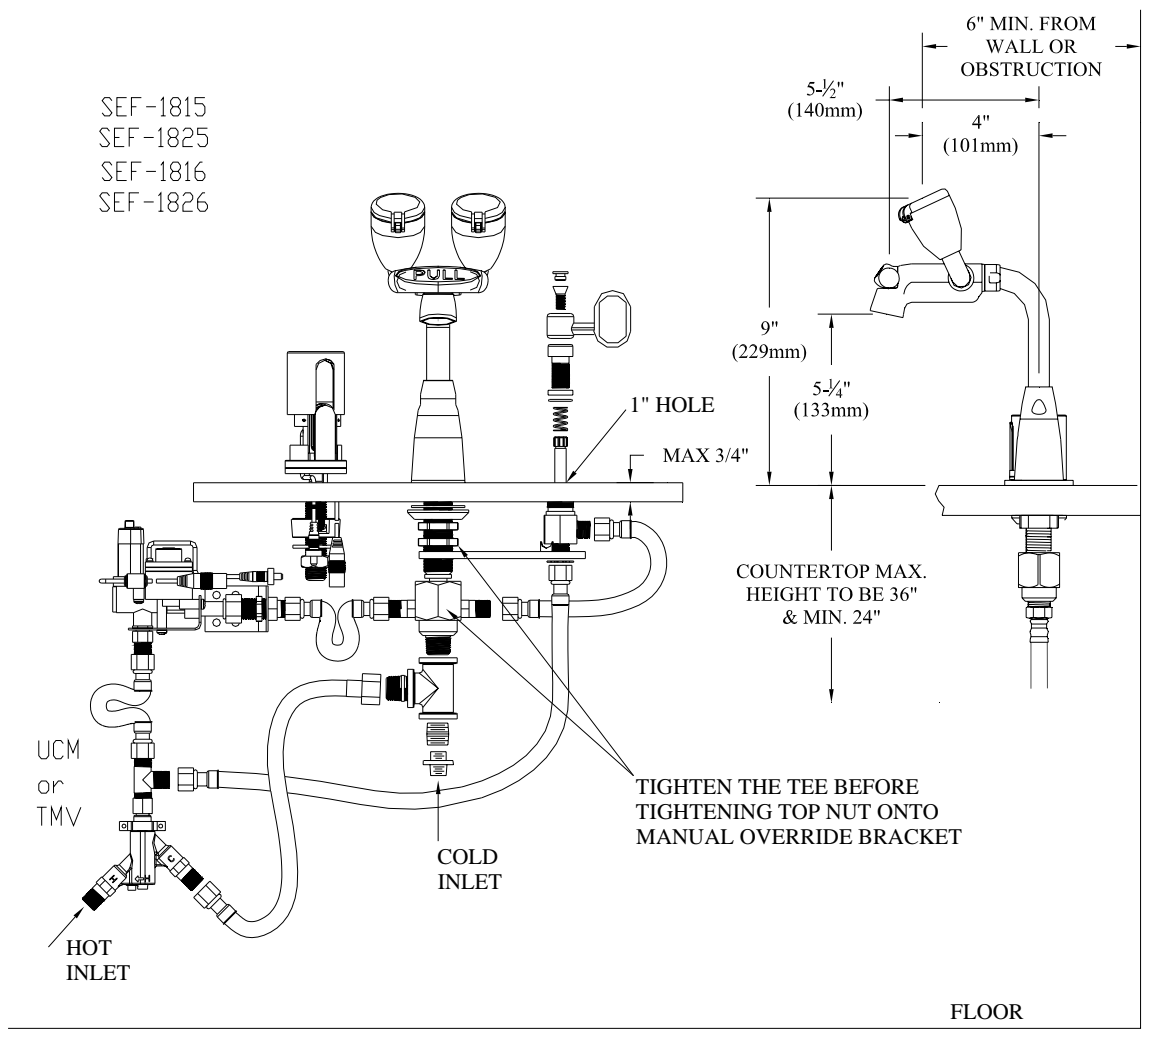 6" MIN. FROM
WALL OR
OBSTRUCTION
5-½"
(140mm)
4"
(101mm)
SEF-1815
SEF-1825
SEF-1816
SEF-1826
PULL
9"
(229mm)
5-¼"
(133mm)
1" HOLE
MAX 3/4"
COUNTERTOP MAX.
HEIGHT TO BE 36"
& MIN. 24"
UCM
or
TMV
TIGHTEN THE TEE BEFORE
TIGHTENING TOP NUT ONTO
MANUAL OVERRIDE BRACKET
COLD
INLET
H
C
HOT
INLET
FLOOR